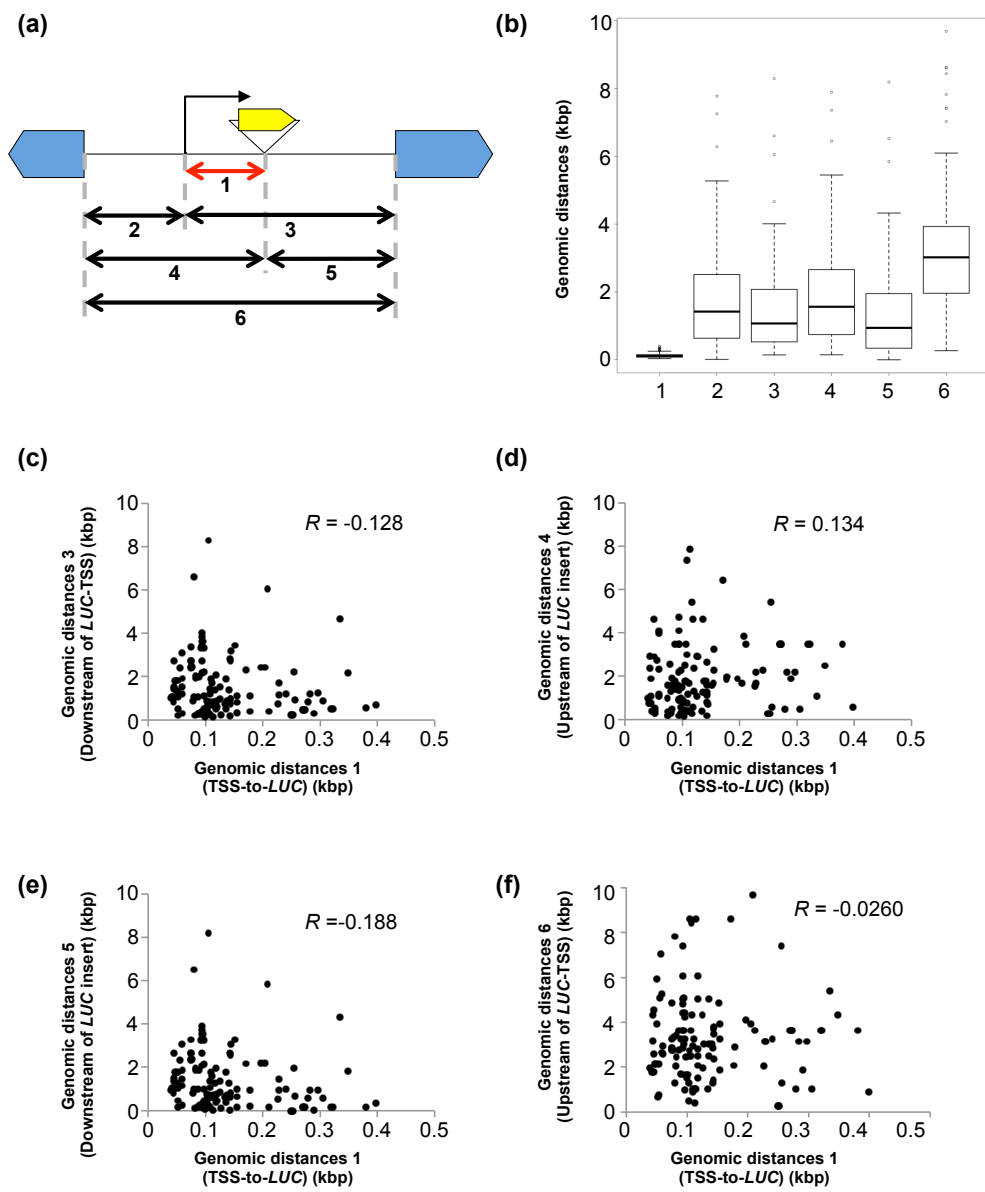 (a)
1
2
3
4
5
6
(b)
Genomic distances (kbp)
10
8
6
4
2
0
1 2 3 4 5 6
(c)
Genomic distances 3
(Downstream of LUC-TSS) (kbp)
10
8
6
4
2
0
R = -0.128
0 0.1 0.2 0.3 0.4 0.5
Genomic distances 1
(TSS-to-LUC) (kbp)
(d)
Genomic distances 4
(Upstream of LUC insert) (kbp)
10
8
6
4
2
0
R = 0.134
0 0.1 0.2 0.3 0.4 0.5
Genomic distances 1
(TSS-to-LUC) (kbp)
(e)
Genomic distances 5
(Downstream of LUC insert) (kbp)
10
8
6
4
2
0
R =-0.188
0 0.1 0.2 0.3 0.4 0.5
Genomic distances 1
(TSS-to-LUC) (kbp)
(f)
Genomic distances 6
(Upstream of LUC-TSS) (kbp)
10
8
6
4
2
0
R = -0.0260
0 0.1 0.2 0.3 0.4 0.5
Genomic distances 1
(TSS-to-LUC) (kbp)